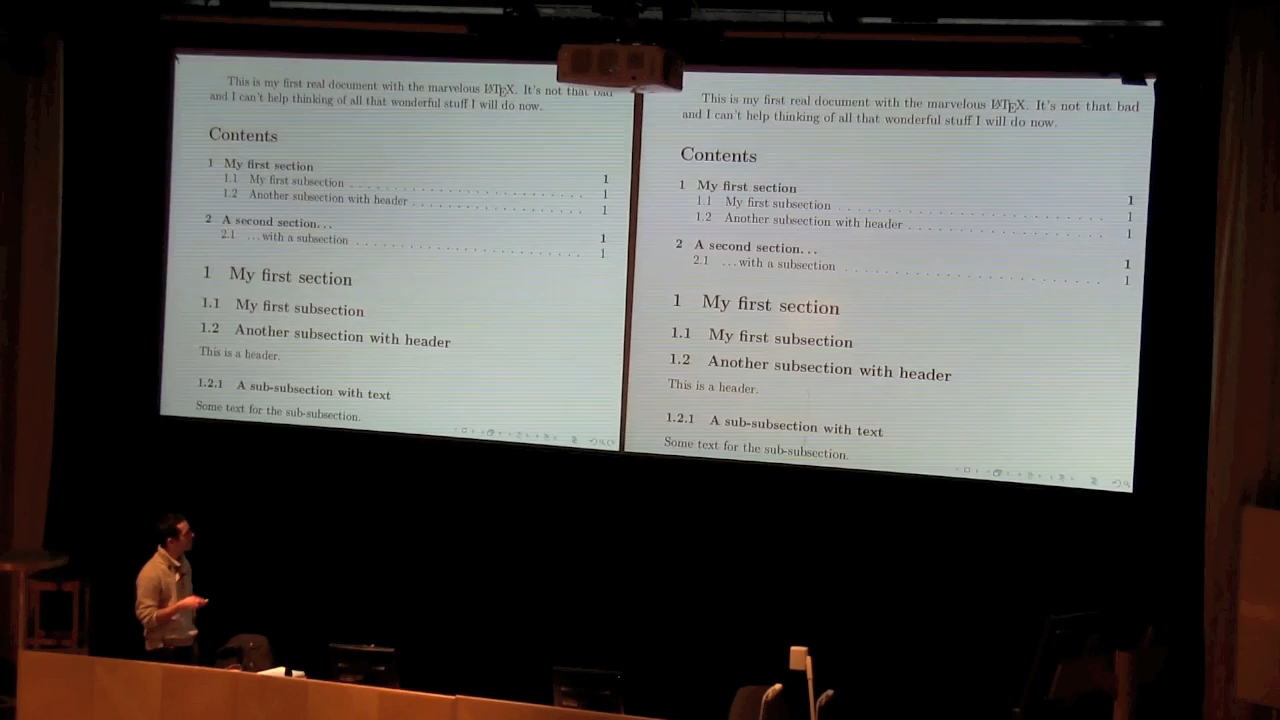 This is my first real document with the marvelous LATEX. It's not that bad
and I can't help thinking of all that wonderful stuff I will do now.
Contents
1 My first section 1
1.1 My first subsection . . . . . . . . . . . . . . . . . . . . . . . . 1
1.2 Another subsection with header . . . . . . . . . . . . . . . . . 1
2 A second section... 1
2.1 ...with a subsection . . . . . . . . . . . . . . . . . . . . . . . 1
1 My first section
1.1 My first subsection
1.2 Another subsection with header
This is a header.
1.2.1 A sub-subsection with text
Some text for the sub-subsection.
This is my first real document with the marvelous LATEX. It's not that bad
and I can't help thinking of all that wonderful stuff I will do now.
Contents
1 My first section 1
1.1 My first subsection . . . . . . . . . . . . . . . . . . . . . . . . 1
1.2 Another subsection with header . . . . . . . . . . . . . . . . . 1
2 A second section... 1
2.1 ...with a subsection . . . . . . . . . . . . . . . . . . . . . . . 1
1 My first section
1.1 My first subsection
1.2 Another subsection with header
This is a header.
1.2.1 A sub-subsection with text
Some text for the sub-subsection.